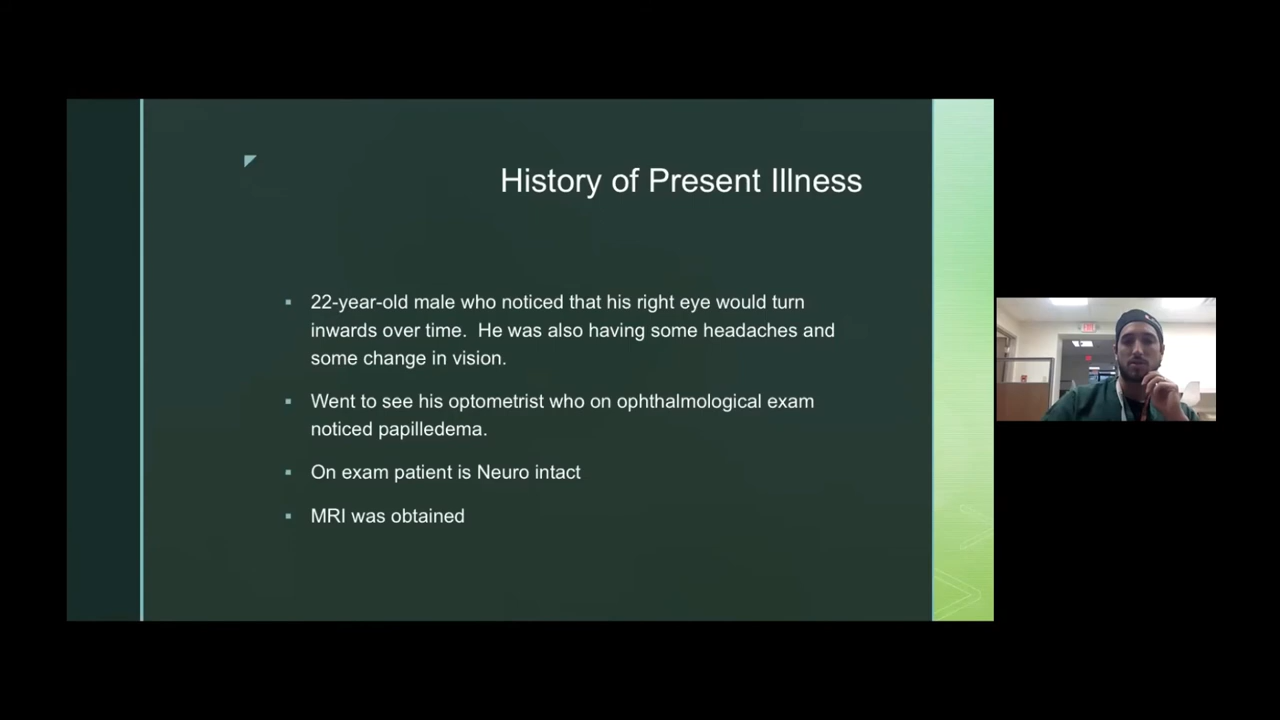 History of Present Illness
▪ 22-year-old male who noticed that his right eye would turn
inwards over time.  He was also having some headaches and
some change in vision.
▪ Went to see his optometrist who on ophthalmological exam
noticed papilledema.
▪ On exam patient is Neuro intact
▪ MRI was obtained